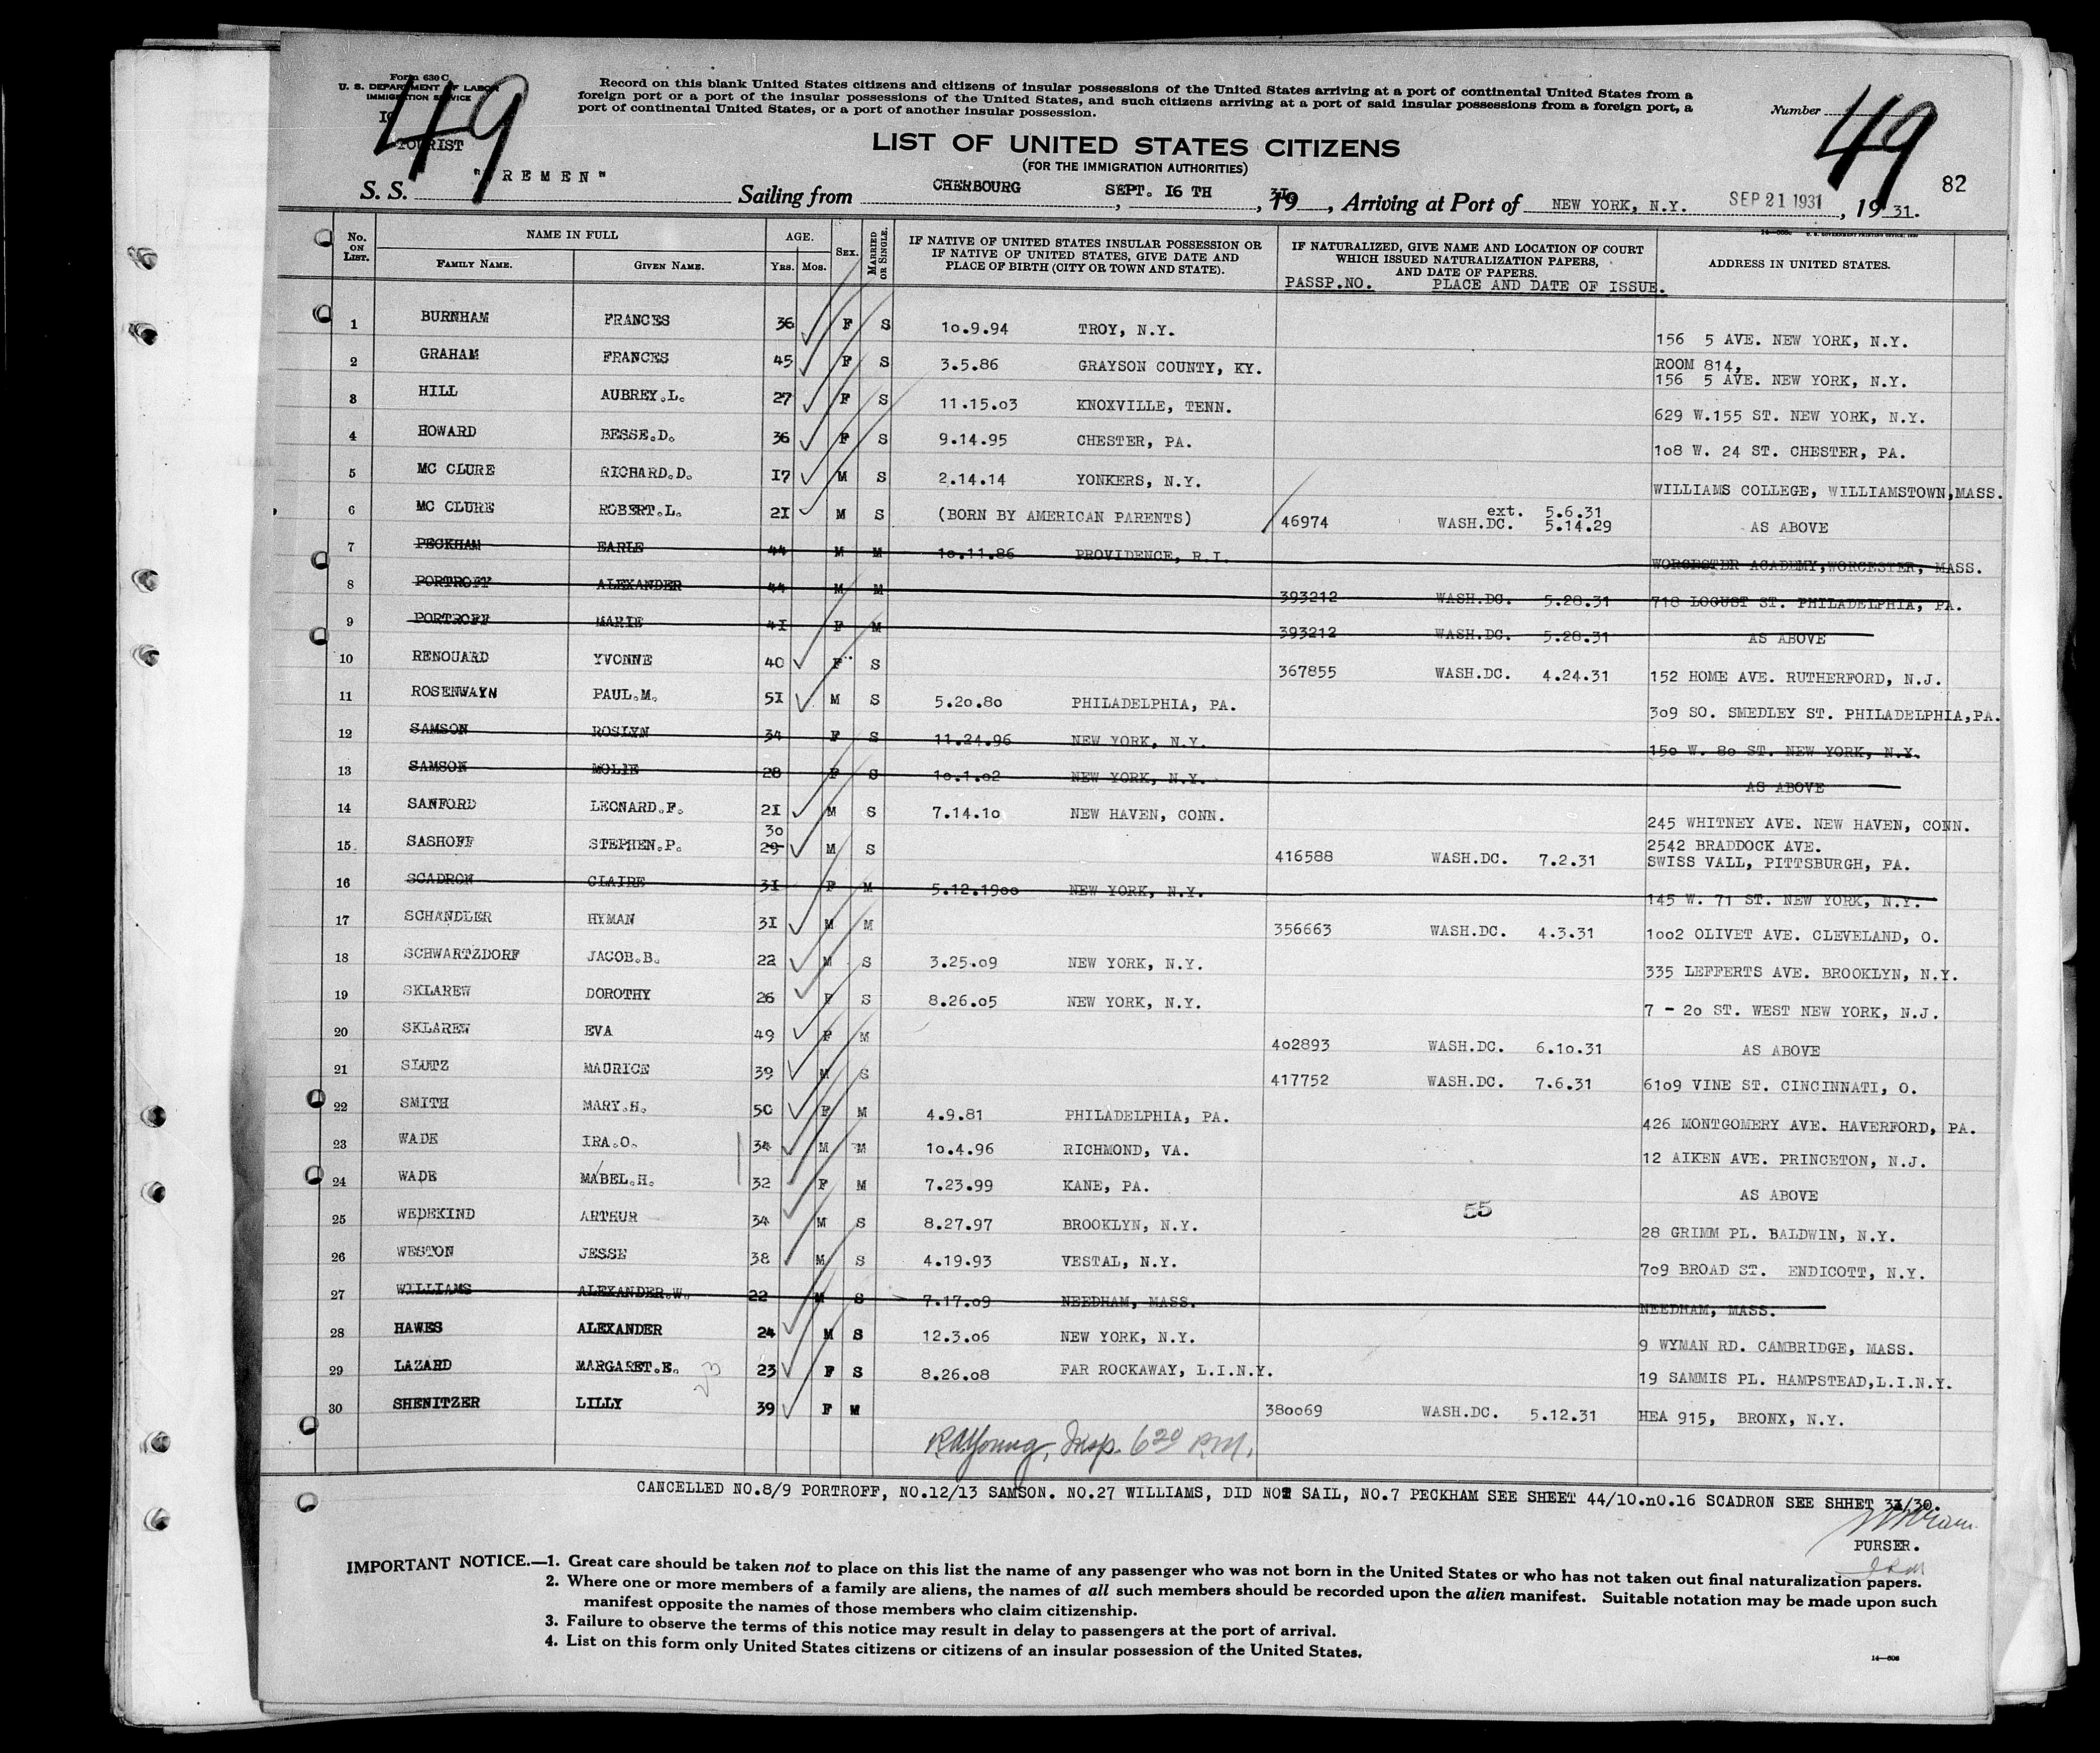 Form 630 C
U. S. DEPARTMENT OF LABOR
IMMIGRATION SERVICE
49
TOURIST
Record on this blank United States citizens and citizens of insular possessions of the United States arriving at a port of continental United States from a
foreign port or a port of the insular possessions of the United States, and such citizens arriving at a port of said insular possessions from a foreign port, a
port of continental United States, or a port of another insular possession.
Number 49
82
LIST OF UNITED STATES CITIZENS
(FOR THE IMMIGRATION AUTHORITIES)
S. S. "REMEN" Sailing from CHERBOURG, SEPT. I6 TH, 19 3I, Arriving at Port of NEW YORK, N.Y. SEP 21 1931, 19 31.
No. ON LIST. NAME IN FULL FAMILY NAME. GIVEN NAME. AGE. YRS. MOS. SEX. MARRIED OR SINGLE. IF NATIVE OF UNITED STATES INSULAR POSSESSION OR IF NATIVE OF UNITED STATES, GIVE DATE AND PLACE OF BIRTH (CITY OR TOWN AND STATE). IF NATURALIZED, GIVE NAME AND LOCATION OF COURT WHICH ISSUED NATURALIZATION PAPERS, AND DATE OF PAPERS. ADDRESS IN UNITED STATES.
PASSP.NO. PLACE AND DATE OF ISSUE.
1 BURNHAM FRANCES 36 F S 10.9.94 TROY, N.Y. 156 5 AVE. NEW YORK, N.Y.
2 GRAHAM FRANCES 45 F S 3.5.86 GRAYSON COUNTY, KY. ROOM 814, 156 5 AVE. NEW YORK, N.Y.
3 HILL AUBREY.L. 27 F S 11.15.03 KNOXVILLE, TENN. 629 W.155 ST. NEW YORK, N.Y.
4 HOWARD BESSE.D. 36 F S 9.14.95 CHESTER, PA. 108 W. 24 ST. CHESTER, PA.
5 MC CLURE RICHARD.D. I7 M S 2.14.14 YONKERS, N.Y. WILLIAMS COLLEGE, WILLIAMSTOWN,MASS.
6 MC CLURE ROBERT.L. 2I M S (BORN BY AMERICAN PARENTS) 46974 WASH.DC. ext. 5.6.31 5.14.29 AS ABOVE
7 PECKHAM EARLE 44 M M 10.11.86 PROVIDENCE, R.I. WORCESTER ACADEMY,WORCESTER, MASS.
8 PORTROFF ALEXANDER 44 M M 393212 WASH.DC. 5.28.31 718 LOCUST ST. PHILADELPHIA, PA.
9 PORTROFF MARIE 4I F M 393212 WASH.DC. 5.28.31 AS ABOVE
10 RENOUARD YVONNE 40 F S 367855 WASH.DC. 4.24.31 152 HOME AVE. RUTHERFORD, N.J.
11 ROSENWAYN PAUL.M. 5I M S 5.20.80 PHILADELPHIA, PA. 309 SO. SMEDLEY ST. PHILADELPHIA,PA.
12 SAMSON ROSLYN 34 F S 11.24.96 NEW YORK, N.Y. 150 W. 80 ST. NEW YORK, N.Y.
13 SAMSON MOLIE 28 F S 10.1.02 NEW YORK, N.Y. AS ABOVE
14 SANFORD LEONARD.F. 2I M S 7.14.10 NEW HAVEN, CONN. 245 WHITNEY AVE. NEW HAVEN, CONN.
15 SASHOFF STEPHEN.P. 29 30 M S 416588 WASH.DC. 7.2.31 2542 BRADDOCK AVE. SWISS VALL, PITTSBURGH, PA.
16 SCADRON CLAIRE 3I F M 5.12.1900 NEW YORK, N.Y. 145 W. 71 ST. NEW YORK, N.Y.
17 SCHANDLER HYMAN 3I M M 356663 WASH.DC. 4.3.31 1002 OLIVET AVE. CLEVELAND, O.
18 SCHWARTZDORF JACOB.B. 22 M S 3.25.09 NEW YORK, N.Y. 335 LEFFERTS AVE. BROOKLYN, N.Y.
19 SKLAREW DOROTHY 26 F S 8.26.05 NEW YORK, N.Y. 7 - 20 ST. WEST NEW YORK, N.J.
20 SKLAREW EVA 49 F M 402893 WASH.DC. 6.10.31 AS ABOVE
21 SLUTZ MAURICE 39 M S 417752 WASH.DC. 7.6.31 6109 VINE ST. CINCINNATI, O.
22 SMITH MARY.H. 50 F M 4.9.81 PHILADELPHIA, PA. 426 MONTGOMERY AVE. HAVERFORD, PA.
23 WADE IRA.O. 34 M M 10.4.96 RICHMOND, VA. 12 AIKEN AVE. PRINCETON, N.J.
24 WADE MABEL.H. 32 F M 7.23.99 KANE, PA. AS ABOVE
55
25 WEDEKIND ARTHUR 34 M S 8.27.97 BROOKLYN, N.Y. 28 GRIMM PL. BALDWIN, N.Y.
26 WESTON JESSE 38 M S 4.19.93 VESTAL, N.Y. 709 BROAD ST. ENDICOTT, N.Y.
27 WILLIAMS ALEXANDER.W. 22 M S 7.17.09 NEEDHAM, MASS. NEEDHAM, MASS.
28 HAWES ALEXANDER 24 M S 12.3.06 NEW YORK, N.Y. 9 WYMAN RD. CAMBRIDGE, MASS.
29 LAZARD MARGARET.E. 23 F S 8.26.08 FAR ROCKAWAY, L.I.N.Y. 19 SAMMIS PL. HAMPSTEAD,L.I.N.Y.
30 SHENITZER LILLY 39 F M 380069 WASH.DC. 5.12.31 HEA 915, BRONX, N.Y.
RAYoung, Insp. 6 20 P.M.
CANCELLED NO.8/9 PORTROFF, NO.12/13 SAMSON. NO.27 WILLIAMS, DID NOT SAIL, NO.7 PECKHAM SEE SHEET 44/10.nO.16 SCADRON SEE SHHET 33/30.
PURSER.
IMPORTANT NOTICE.—1. Great care should be taken not to place on this list the name of any passenger who was not born in the United States or who has not taken out final naturalization papers.
2. Where one or more members of a family are aliens, the names of all such members should be recorded upon the alien manifest. Suitable notation may be made upon such
manifest opposite the names of those members who claim citizenship.
3. Failure to observe the terms of this notice may result in delay to passengers at the port of arrival.
4. List on this form only United States citizens or citizens of an insular possession of the United States.
14—608